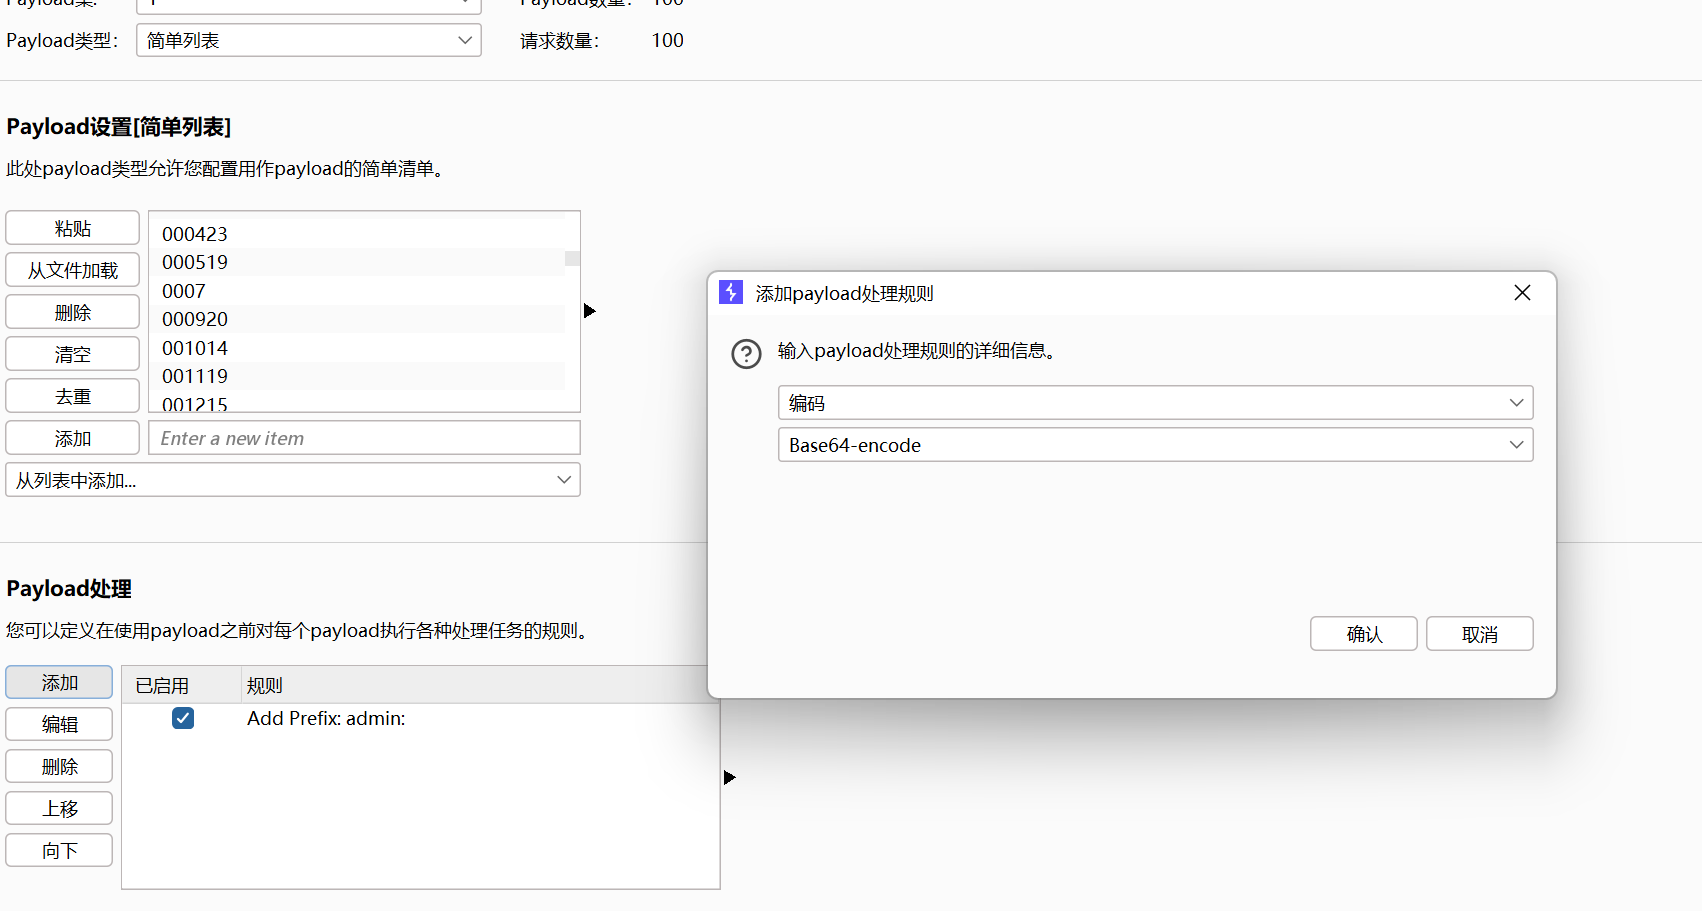 Payload集: 1 Payload数量: 100
Payload类型: 简单列表 请求数量: 100
Payload设置[简单列表]
此处payload类型允许您配置用作payload的简单清单。
粘贴
从文件加载
删除
清空
去重
添加
000423
000519
0007
000920
001014
001119
001215
Enter a new item
从列表中添加...
Payload处理
您可以定义在使用payload之前对每个payload执行各种处理任务的规则。
添加
编辑
删除
上移
向下
已启用 规则
Add Prefix: admin:
添加payload处理规则
输入payload处理规则的详细信息。
编码
Base64-encode
确认 取消